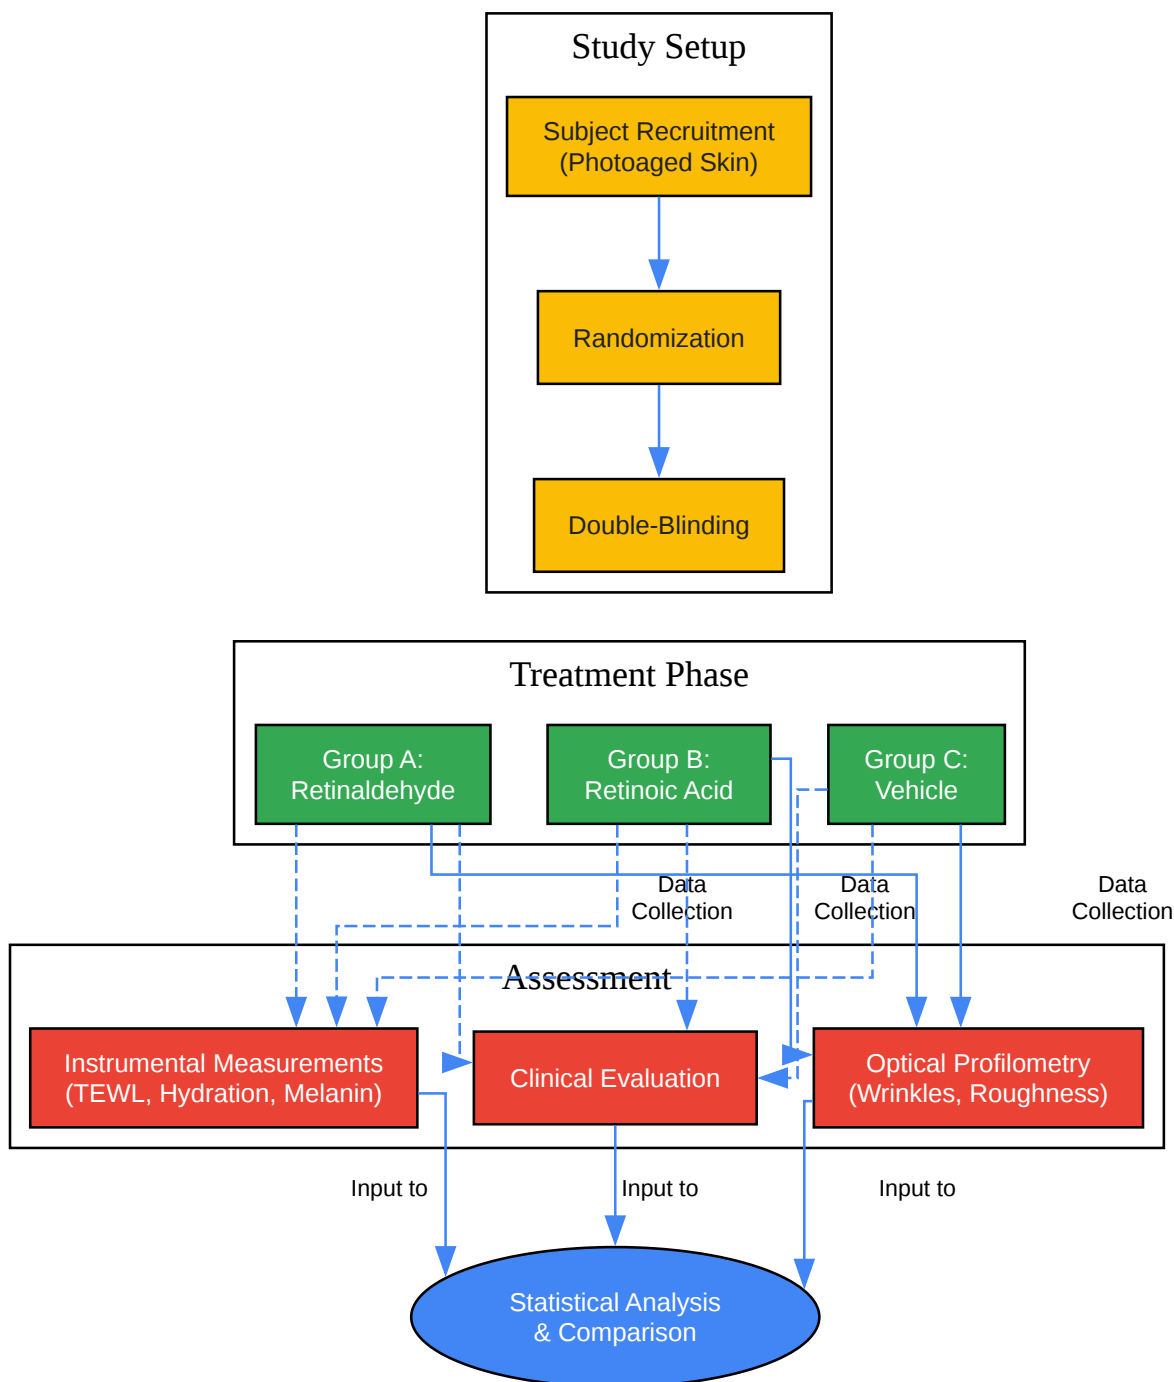 Study Setup
Subject Recruitment
(Photoaged Skin)
Randomization
Double-Blinding
Treatment Phase
Group A:
Retinaldehyde
Group B:
Retinoic Acid
Group C:
Vehicle
Data
Collection
Data
Collection
Data
Collection
Assessment
Instrumental Measurements
(TEWL, Hydration, Melanin)
Clinical Evaluation
Optical Profilometry
(Wrinkles, Roughness)
Input to
Input to
Input to
Statistical Analysis
& Comparison